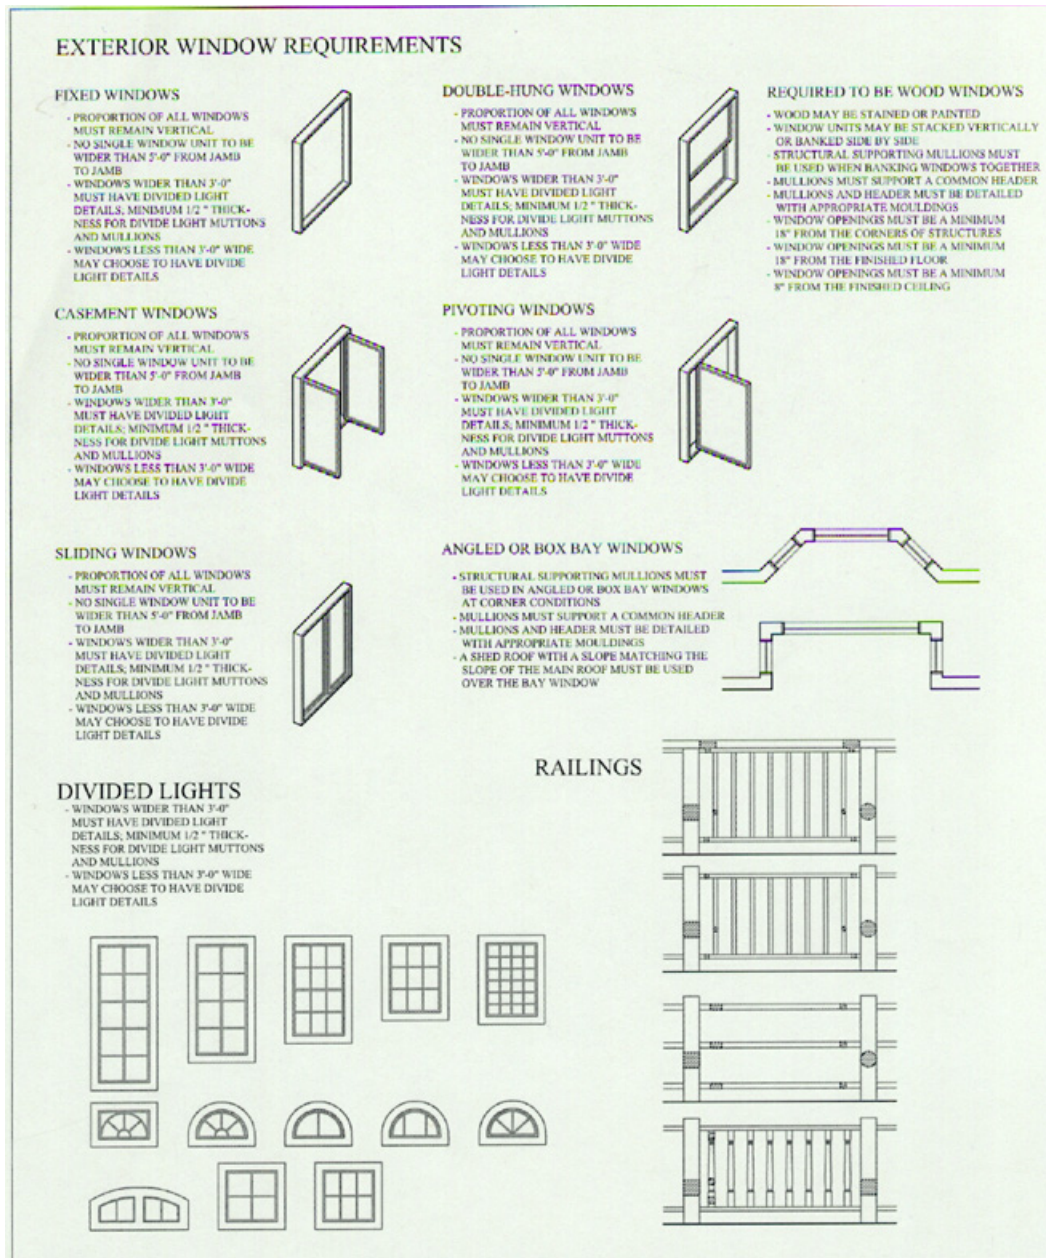 EXTERIOR WINDOW REQUIREMENTS
FIXED WINDOWS
- PROPORTION OF ALL WINDOWS
MUST REMAIN VERTICAL
- NO SINGLE WINDOW UNIT TO BE
WIDER THAN 5'-0" FROM JAMB
TO JAMB
- WINDOWS WIDER THAN 3'-0"
MUST HAVE DIVIDED LIGHT
DETAILS; MINIMUM 1/2 " THICK-
NESS FOR DIVIDE LIGHT MUTTONS
AND MULLIONS
- WINDOWS LESS THAN 3'-0" WIDE
MAY CHOOSE TO HAVE DIVIDE
LIGHT DETAILS
DOUBLE-HUNG WINDOWS
- PROPORTION OF ALL WINDOWS
MUST REMAIN VERTICAL
- NO SINGLE WINDOW UNIT TO BE
WIDER THAN 5'-0" FROM JAMB
TO JAMB
- WINDOWS WIDER THAN 3'-0"
MUST HAVE DIVIDED LIGHT
DETAILS; MINIMUM 1/2 " THICK-
NESS FOR DIVIDE LIGHT MUTTONS
AND MULLIONS
- WINDOWS LESS THAN 3'-0" WIDE
MAY CHOOSE TO HAVE DIVIDE
LIGHT DETAILS
REQUIRED TO BE WOOD WINDOWS
- WOOD MAY BE STAINED OR PAINTED
- WINDOW UNITS MAY BE STACKED VERTICALLY
OR BANKED SIDE BY SIDE
- STRUCTURAL SUPPORTING MULLIONS MUST
BE USED WHEN BANKING WINDOWS TOGETHER
- MULLIONS MUST SUPPORT A COMMON HEADER
- MULLIONS AND HEADER MUST BE DETAILED
WITH APPROPRIATE MOULDINGS
- WINDOW OPENINGS MUST BE A MINIMUM
18" FROM THE CORNERS OF STRUCTURES
- WINDOW OPENINGS MUST BE A MINIMUM
18" FROM THE FINISHED FLOOR
- WINDOW OPENINGS MUST BE A MINIMUM
8" FROM THE FINISHED CEILING
CASEMENT WINDOWS
- PROPORTION OF ALL WINDOWS
MUST REMAIN VERTICAL
- NO SINGLE WINDOW UNIT TO BE
WIDER THAN 5'-0" FROM JAMB
TO JAMB
- WINDOWS WIDER THAN 3'-0"
MUST HAVE DIVIDED LIGHT
DETAILS; MINIMUM 1/2 " THICK-
NESS FOR DIVIDE LIGHT MUTTONS
AND MULLIONS
- WINDOWS LESS THAN 3'-0" WIDE
MAY CHOOSE TO HAVE DIVIDE
LIGHT DETAILS
PIVOTING WINDOWS
- PROPORTION OF ALL WINDOWS
MUST REMAIN VERTICAL
- NO SINGLE WINDOW UNIT TO BE
WIDER THAN 5'-0" FROM JAMB
TO JAMB
- WINDOWS WIDER THAN 3'-0"
MUST HAVE DIVIDED LIGHT
DETAILS; MINIMUM 1/2 " THICK-
NESS FOR DIVIDE LIGHT MUTTONS
AND MULLIONS
- WINDOWS LESS THAN 3'-0" WIDE
MAY CHOOSE TO HAVE DIVIDE
LIGHT DETAILS
SLIDING WINDOWS
- PROPORTION OF ALL WINDOWS
MUST REMAIN VERTICAL
- NO SINGLE WINDOW UNIT TO BE
WIDER THAN 5'-0" FROM JAMB
TO JAMB
- WINDOWS WIDER THAN 3'-0"
MUST HAVE DIVIDED LIGHT
DETAILS; MINIMUM 1/2 " THICK-
NESS FOR DIVIDE LIGHT MUTTONS
AND MULLIONS
- WINDOWS LESS THAN 3'-0" WIDE
MAY CHOOSE TO HAVE DIVIDE
LIGHT DETAILS
ANGLED OR BOX BAY WINDOWS
- STRUCTURAL SUPPORTING MULLIONS MUST
BE USED IN ANGLED OR BOX BAY WINDOWS
AT CORNER CONDITIONS
- MULLIONS MUST SUPPORT A COMMON HEADER
- MULLIONS AND HEADER MUST BE DETAILED
WITH APPROPRIATE MOULDINGS
- A SHED ROOF WITH A SLOPE MATCHING THE
SLOPE OF THE MAIN ROOF MUST BE USED
OVER THE BAY WINDOW
DIVIDED LIGHTS
- WINDOWS WIDER THAN 3'-0"
MUST HAVE DIVIDED LIGHT
DETAILS; MINIMUM 1/2 " THICK-
NESS FOR DIVIDE LIGHT MUTTONS
AND MULLIONS
- WINDOWS LESS THAN 3'-0" WIDE
MAY CHOOSE TO HAVE DIVIDE
LIGHT DETAILS
RAILINGS